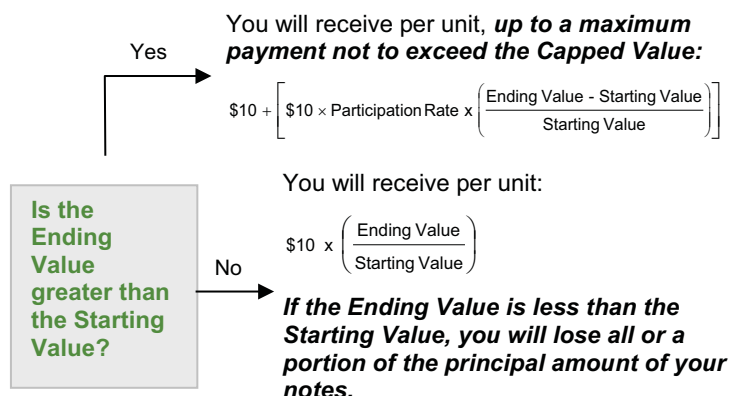 You will receive per unit, up to a maximum
payment not to exceed the Capped Value:
Yes
$10 + [ $10 × Participation Rate x ( Ending Value - Starting Value / Starting Value ) ]
Is the
Ending
Value
greater than
the Starting
Value?
No
You will receive per unit:
$10 x ( Ending Value / Starting Value )
If the Ending Value is less than the
Starting Value, you will lose all or a
portion of the principal amount of your
notes.